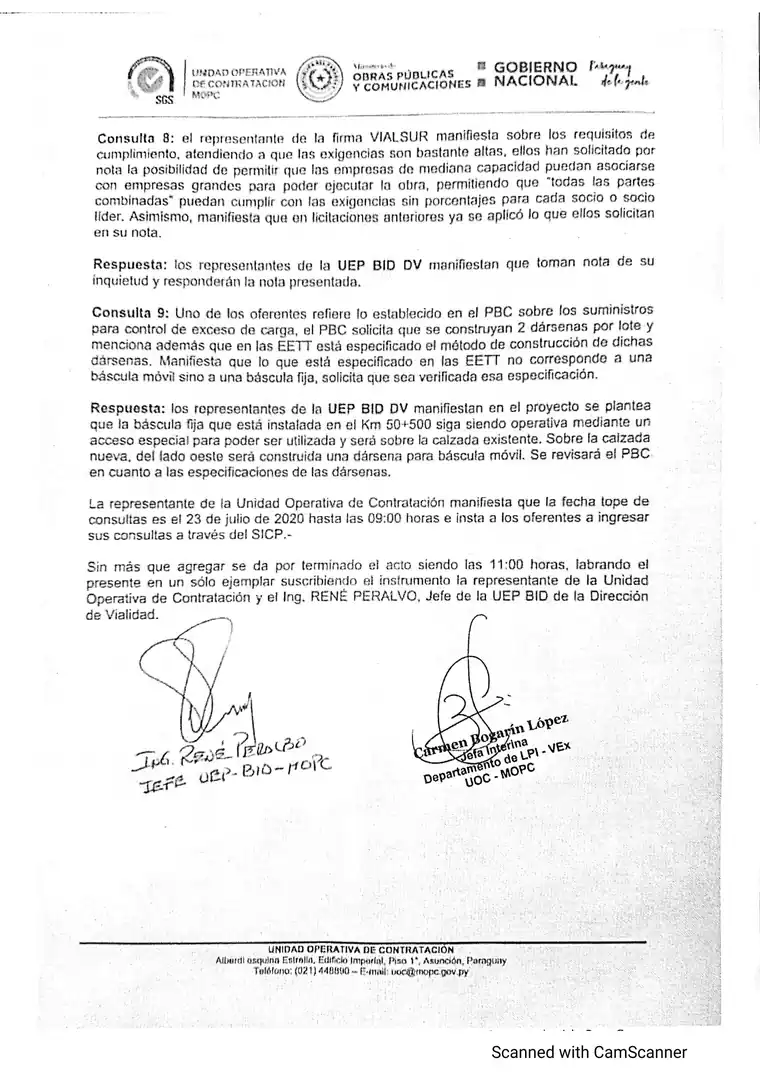 SGS
UNIDAD OPERATIVA
DE CONTRATACIÓN
MOPC
Ministerio de
OBRAS PÚBLICAS
Y COMUNICACIONES
GOBIERNO
NACIONAL
Paraguay
de la gente
Consulta 8: el representante de la firma VIALSUR manifiesta sobre los requisitos de
cumplimiento, atendiendo a que las exigencias son bastante altas, ellos han solicitado por
nota la posibilidad de permitir que las empresas de mediana capacidad puedan asociarse
con empresas grandes para poder ejecutar la obra, permitiendo que "todas las partes
combinadas" puedan cumplir con las exigencias sin porcentajes para cada socio o socio
líder. Asimismo, manifiesta que en licitaciones anteriores ya se aplicó lo que ellos solicitan
en su nota.
Respuesta: los representantes de la UEP BID DV manifiestan que toman nota de su
inquietud y responderán la nota presentada.
Consulta 9: Uno de los oferentes refiere lo establecido en el PBC sobre los suministros
para control de exceso de carga, el PBC solicita que se construyan 2 dársenas por lote y
menciona además que en las EETT está especificado el método de construcción de dichas
dársenas. Manifiesta que lo que está especificado en las EETT no corresponde a una
báscula móvil sino a una báscula fija, solicita que sea verificada esa especificación.
Respuesta: los representantes de la UEP BID DV manifiestan en el proyecto se plantea
que la báscula fija que está instalada en el Km 50+500 siga siendo operativa mediante un
acceso especial para poder ser utilizada y será sobre la calzada existente. Sobre la calzada
nueva, del lado oeste será construida una dársena para báscula móvil. Se revisará el PBC
en cuanto a las especificaciones de las dársenas.
La representante de la Unidad Operativa de Contratación manifiesta que la fecha tope de
consultas es el 23 de julio de 2020 hasta las 09:00 horas e insta a los oferentes a ingresar
sus consultas a través del SICP.-
Sin más que agregar se da por terminado el acto siendo las 11:00 horas, labrando el
presente en un sólo ejemplar suscribiendo el instrumento la representante de la Unidad
Operativa de Contratación y el Ing. RENÉ PERALVO, Jefe de la UEP BID de la Dirección
de Vialidad.
ING. RENÉ PERALBO
JEFE UEP-BID-MOPC
Carmen Bogarín López
Jefa Interina
Departamento de LPI - VEx
UOC - MOPC
UNIDAD OPERATIVA DE CONTRATACIÓN
Alberdi esquina Estrella, Edificio Imperial, Piso 1°, Asunción, Paraguay
Teléfono: (021) 448890 – E-mail: uoc@mopc.gov.py
Scanned with CamScanner